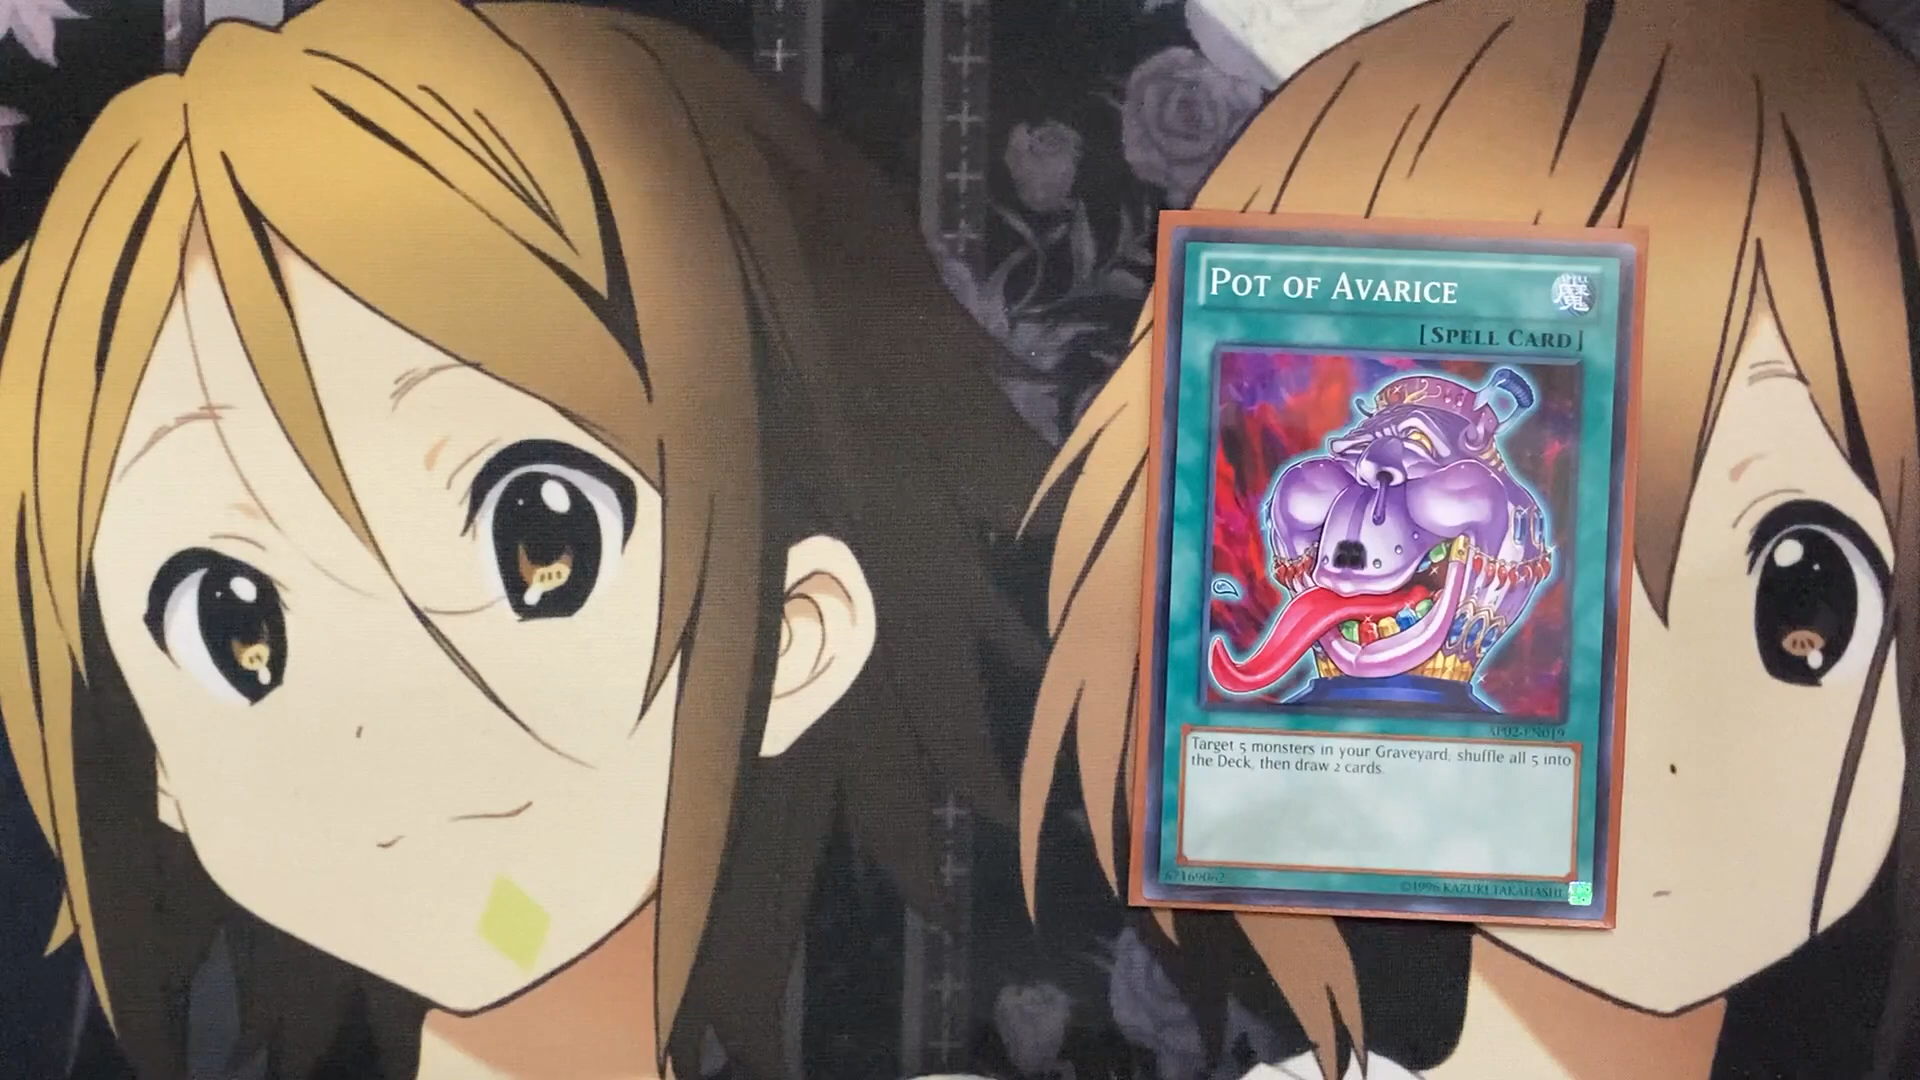 POT OF AVARICE
魔
[SPELL CARD]
AP02-EN019
Target 5 monsters in your Graveyard; shuffle all 5 into
the Deck, then draw 2 cards.
67169062
©1996 KAZUKI TAKAHASHI